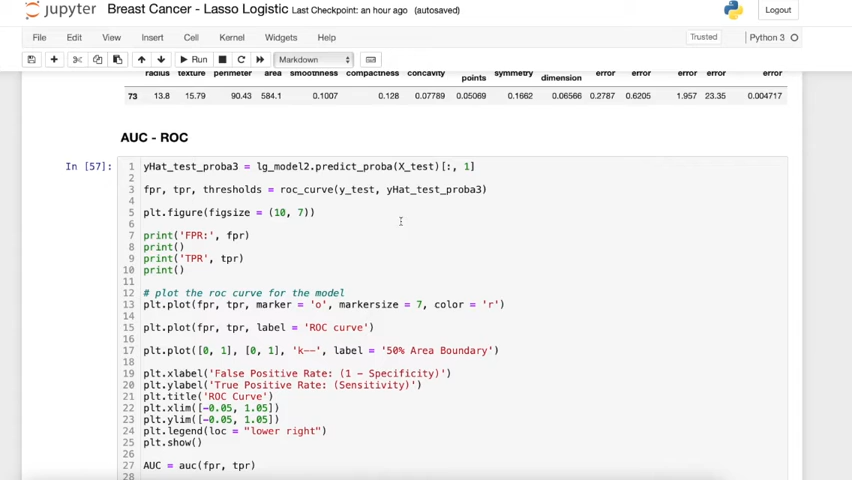 jupyter Breast Cancer - Lasso Logistic Last Checkpoint: an hour ago (autosaved) Logout
File Edit View Insert Cell Kernel Widgets Help Trusted Python 3
Run Markdown
radius texture perimeter area smoothness compactness concavity points symmetry dimension error error error error error
73 13.8 15.79 90.43 584.1 0.1007 0.128 0.07789 0.05069 0.1662 0.06566 0.2787 0.6205 1.957 23.35 0.004717
AUC - ROC
In [57]: 1 yHat_test_proba3 = lg_model2.predict_proba(X_test)[:, 1]
2
3 fpr, tpr, thresholds = roc_curve(y_test, yHat_test_proba3)
4
5 plt.figure(figsize = (10, 7))
6
7 print('FPR:', fpr)
8 print()
9 print('TPR', tpr)
10 print()
11
12 # plot the roc curve for the model
13 plt.plot(fpr, tpr, marker = 'o', markersize = 7, color = 'r')
14
15 plt.plot(fpr, tpr, label = 'ROC curve')
16
17 plt.plot([0, 1], [0, 1], 'k--', label = '50% Area Boundary')
18
19 plt.xlabel('False Positive Rate: (1 - Specificity)')
20 plt.ylabel('True Positive Rate: (Sensitivity)')
21 plt.title('ROC Curve')
22 plt.xlim([-0.05, 1.05])
23 plt.ylim([-0.05, 1.05])
24 plt.legend(loc = "lower right")
25 plt.show()
26
27 AUC = auc(fpr, tpr)
28